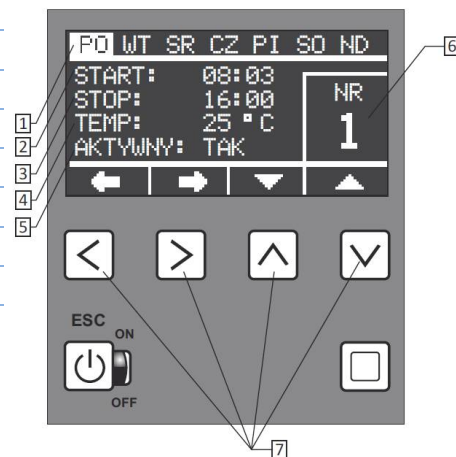 PO WT SR CZ PI SO ND
START: 08:03
STOP: 16:00
TEMP: 25 °C
AKTYWNY: TAK
NR
1
6
1
2
3
4
5
ESC
ON
OFF
7